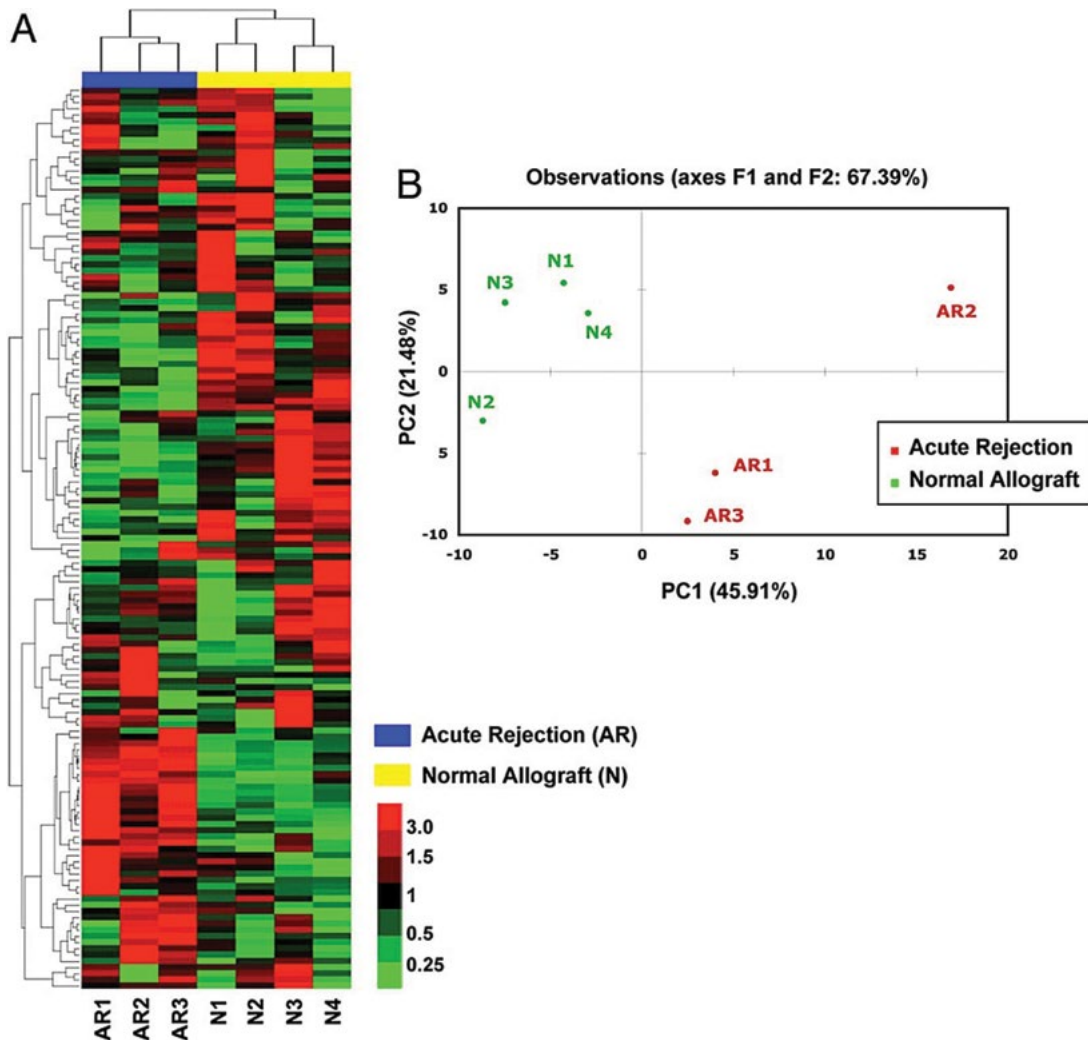 A
B
Observations (axes F1 and F2: 67.39%)
10
5
0
5
-10
PC2 (21.48%)
N3
N1
N4
N2
AR2
AR1
AR3
-10
-5
0
5
10
15
20
PC1 (45.91%)
Acute Rejection
Normal Allograft
Acute Rejection (AR)
Normal Allograft (N)
3.0
1.5
1
0.5
0.25
AR1
AR2
AR3
N1
N2
N3
N4